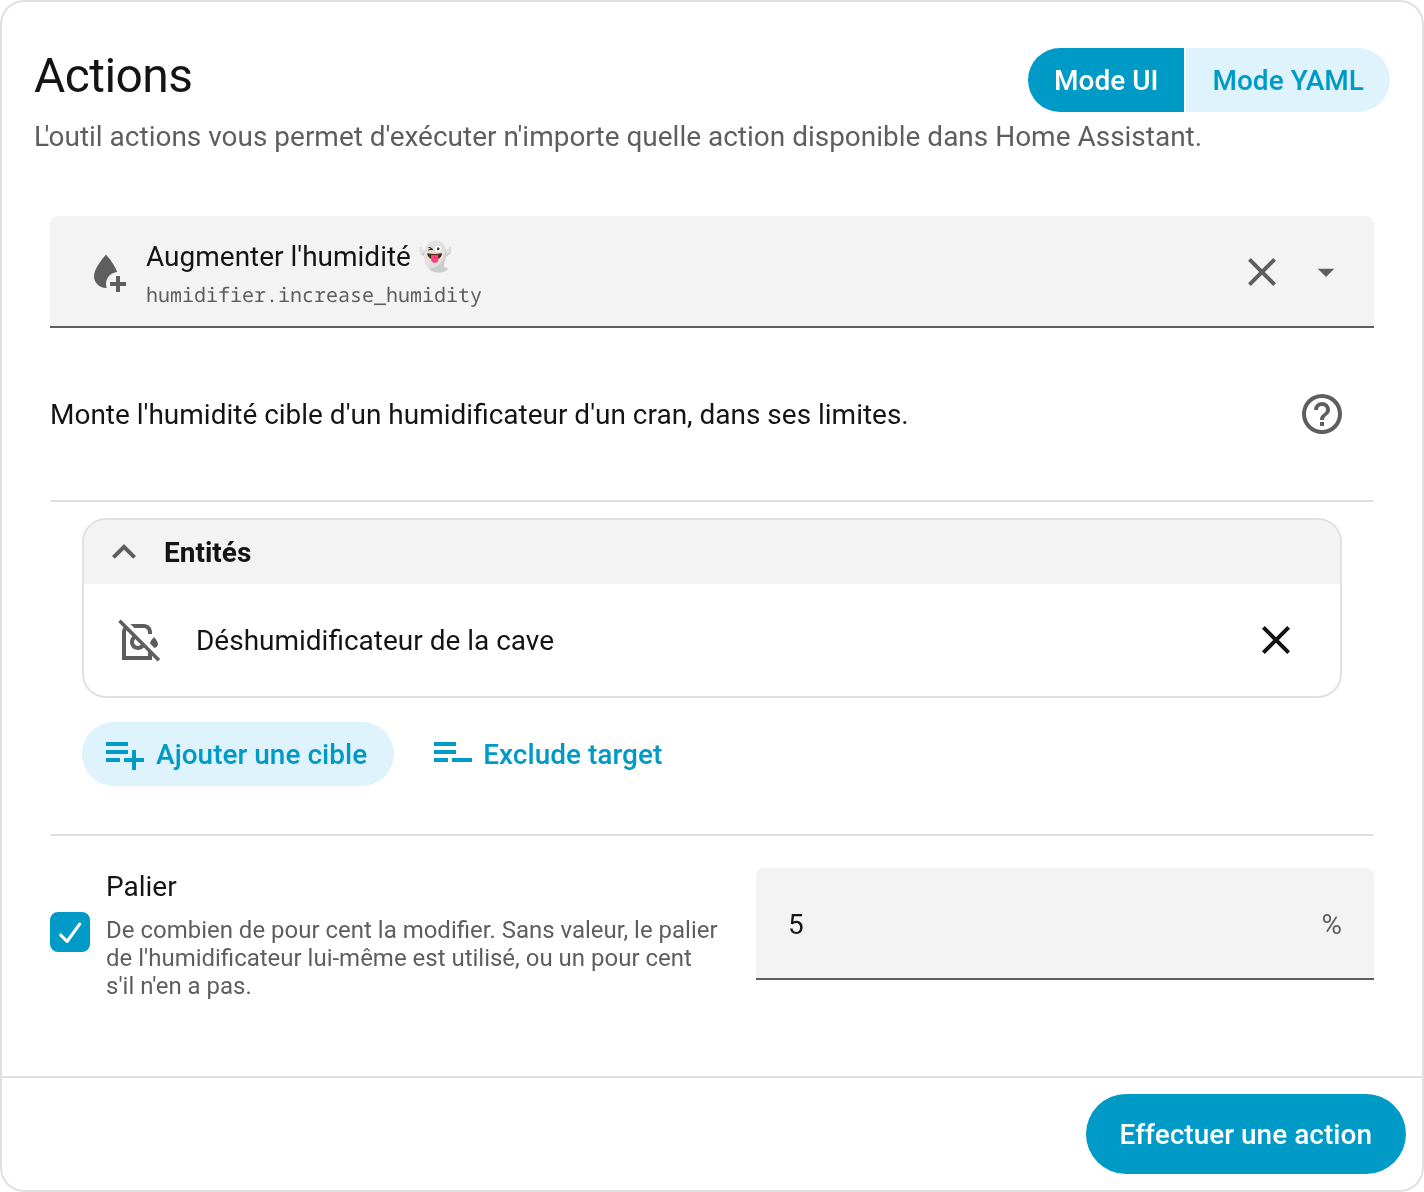 Actions
Mode UI
Mode YAML
L'outil actions vous permet d'exécuter n'importe quelle action disponible dans Home Assistant.
Augmenter l'humidité 👻
humidifier.increase_humidity
Monte l'humidité cible d'un humidificateur d'un cran, dans ses limites.
Entités
Déshumidificateur de la cave
Ajouter une cible
Exclude target
Palier
De combien de pour cent la modifier. Sans valeur, le palier
de l'humidificateur lui-même est utilisé, ou un pour cent
s'il n'en a pas.
5
%
Effectuer une action